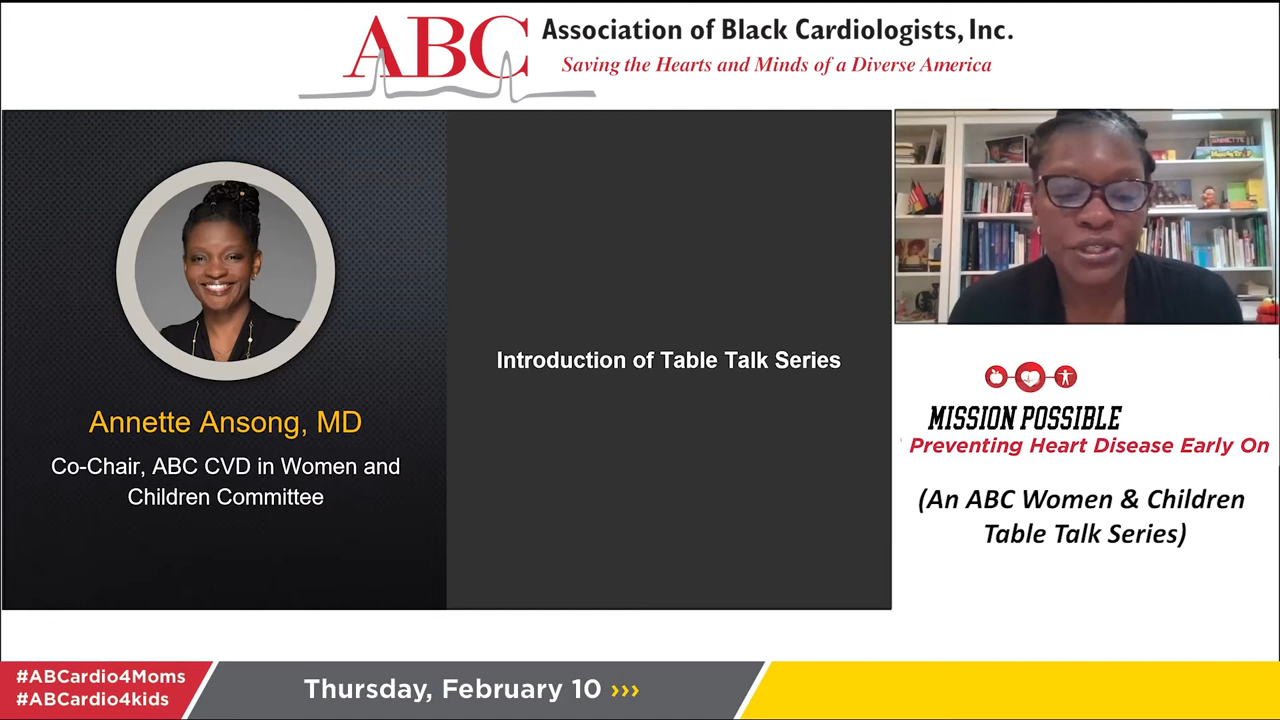 ABC
Association of Black Cardiologists, Inc.
Saving the Hearts and Minds of a Diverse America
Introduction of Table Talk Series
Annette Ansong, MD
Co-Chair, ABC CVD in Women and
Children Committee
MISSION POSSIBLE
Preventing Heart Disease Early On
(An ABC Women & Children
Table Talk Series)
#ABCardio4Moms
#ABCardio4kids
Thursday, February 10 ›››